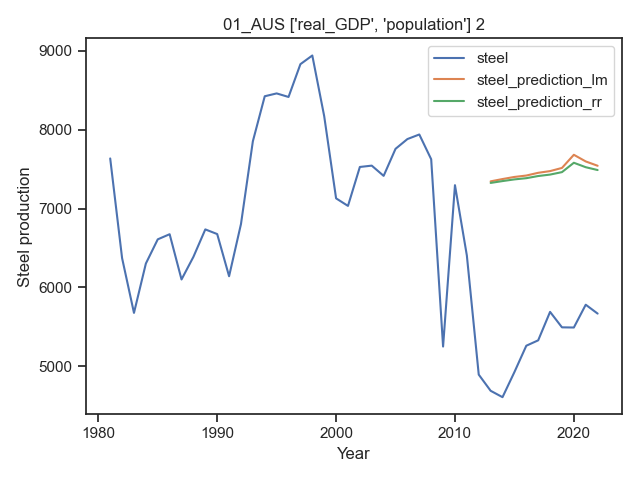 01_AUS ['real_GDP', 'population'] 2
steel
steel_prediction_lm
steel_prediction_rr
Steel production
9000
8000
7000
6000
5000
1980 1990 2000 2010 2020
Year